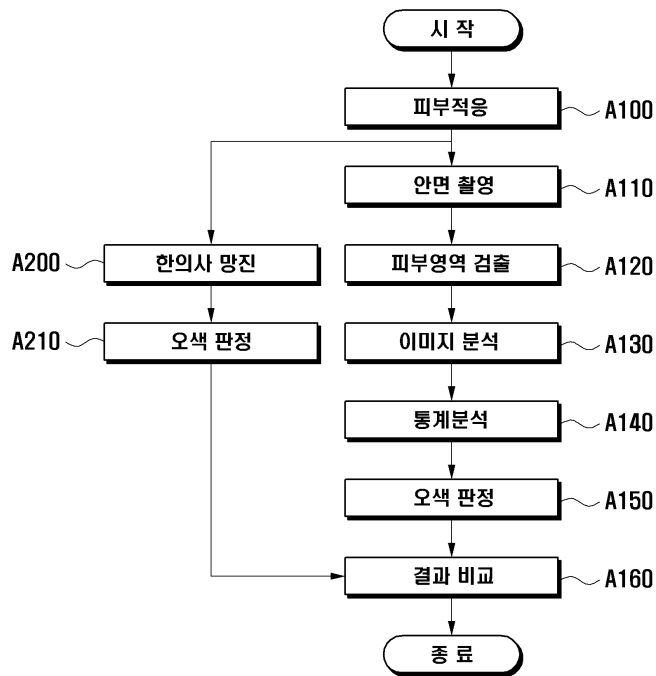 시 작
피부적응
A100
안면 촬영
A110
A200
한의사 망진
피부영역 검출
A120
A210
오색 판정
이미지 분석
A130
통계분석
A140
오색 판정
A150
결과 비교
A160
종 료